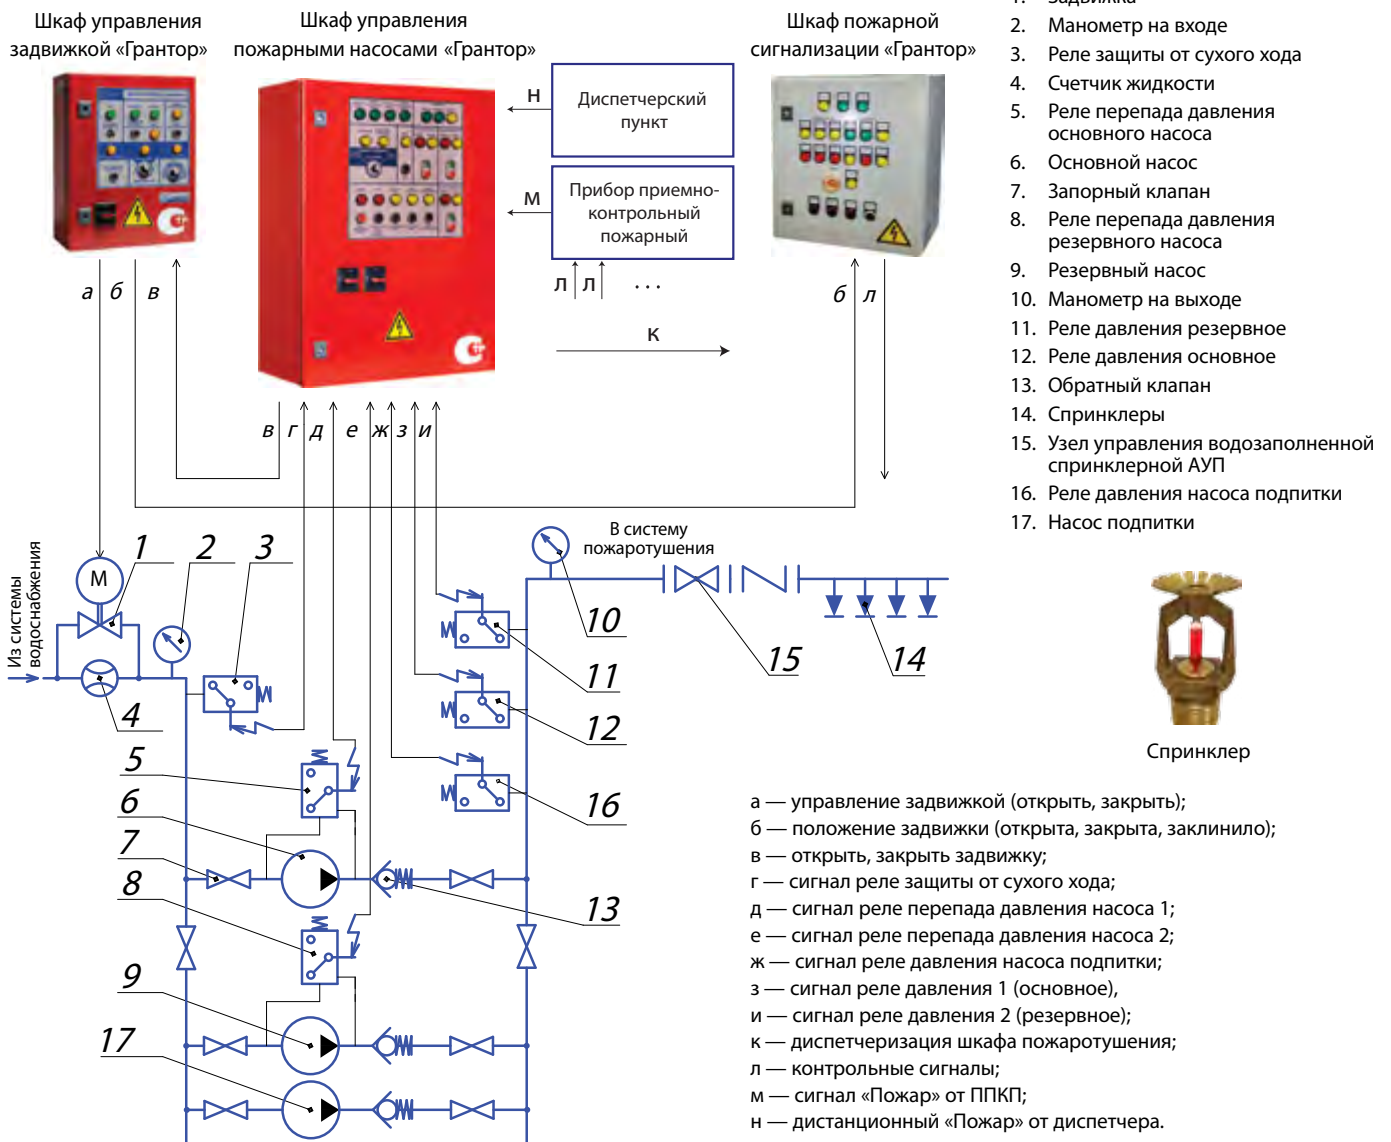 Шкаф управления
задвижкой «Грантор»
Шкаф управления
пожарными насосами «Грантор»
Шкаф пожарной
сигнализации «Грантор»
Диспетчерский
пункт
н
Прибор приемно-
контрольный
пожарный
м
л л ...
к
а б в
б л
в г д е ж з и
Из системы
водоснабжения
М
1
2
3
4
5
6
7
8
9
17
В систему
пожаротушения
10
11
12
16
13
15
14
1. Задвижка
2. Манометр на входе
3. Реле защиты от сухого хода
4. Счетчик жидкости
5. Реле перепада давления
основного насоса
6. Основной насос
7. Запорный клапан
8. Реле перепада давления
резервного насоса
9. Резервный насос
10. Манометр на выходе
11. Реле давления резервное
12. Реле давления основное
13. Обратный клапан
14. Спринклеры
15. Узел управления водозаполненной
спринклерной АУП
16. Реле давления насоса подпитки
17. Насос подпитки
Спринклер
а — управление задвижкой (открыть, закрыть);
б — положение задвижки (открыта, закрыта, заклинило);
в — открыть, закрыть задвижку;
г — сигнал реле защиты от сухого хода;
д — сигнал реле перепада давления насоса 1;
е — сигнал реле перепада давления насоса 2;
ж — сигнал реле давления насоса подпитки;
з — сигнал реле давления 1 (основное),
и — сигнал реле давления 2 (резервное);
к — диспетчеризация шкафа пожаротушения;
л — контрольные сигналы;
м — сигнал «Пожар» от ППКП;
н — дистанционный «Пожар» от диспетчера.